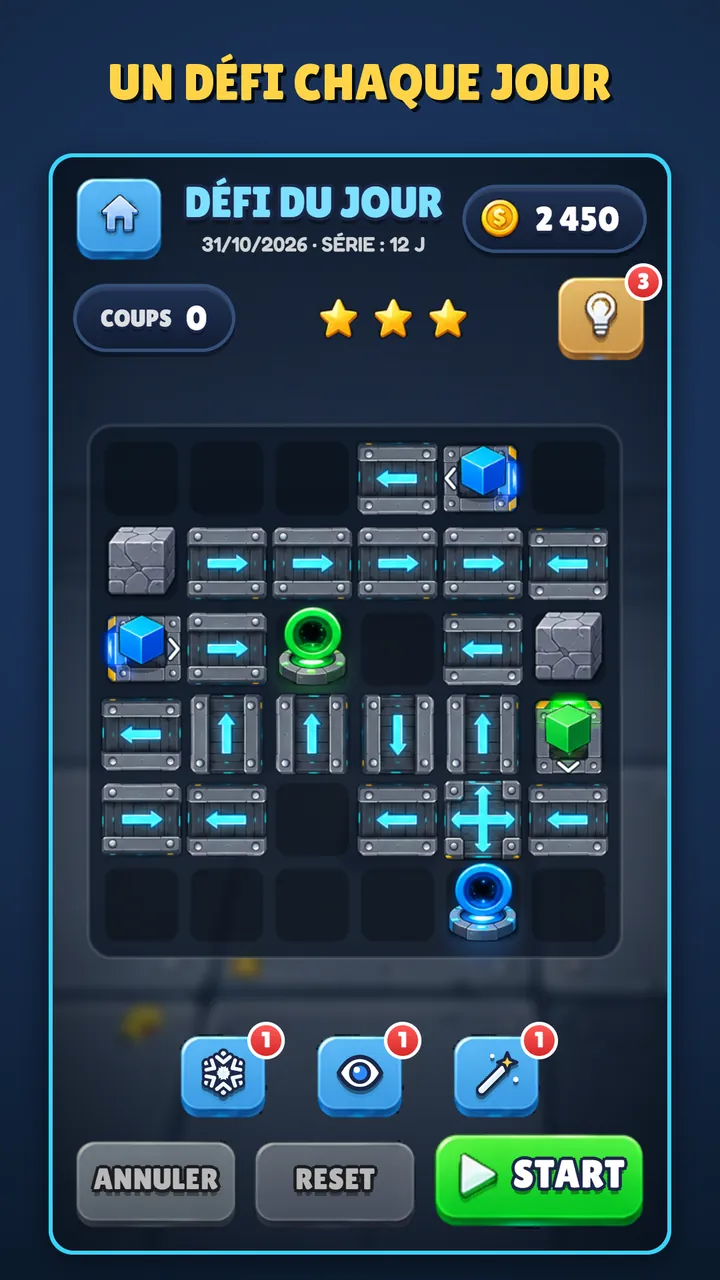 UN DÉFI CHAQUE JOUR
DÉFI DU JOUR
31/10/2026 · SÉRIE : 12 J
2 450
COUPS 0
3
1
1
1
ANNULER
RESET
START